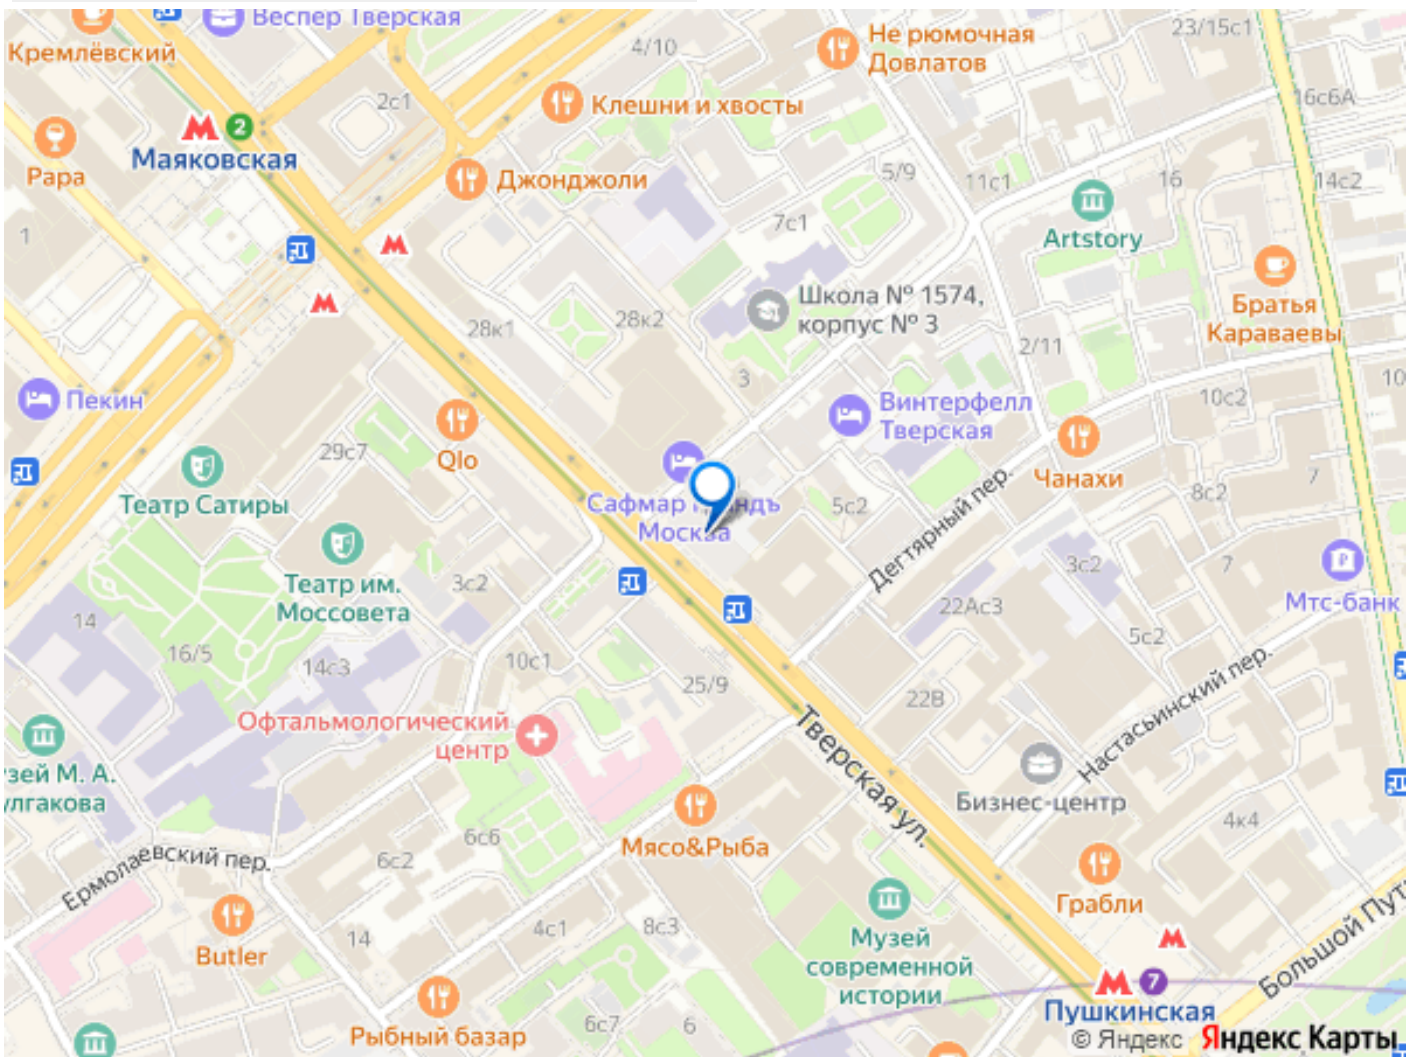 Веспер Тверская
Кремлёвский
4/10
Не рюмочная
Довлатов
23/15с1
2с1
Клешни и хвосты
16с6А
2
Маяковская
Рара
Джонджоли
5/9
11с1
16
14с2
7с1
Artstory
1
Школа № 1574,
корпус № 3
Братья
Караваевы
28к1
28к2
2/11
3
10
Пекин
10с2
Винтерфелл
Тверская
Qlo
29с7
Чанахи
7
Театр Сатиры
Сафмар
Москва
5с2
8с2
Дегтярный пер.
Театр им.
Моссовета
3с2
3с2
7
Мтс-банк
22Ас3
14
5с2
16/5
14с3
10с1
25/9
22В
Настасьинский пер.
Офтальмологический
центр
Тверская ул.
зей М. А.
улгакова
Бизнес-центр
4к4
6с6
Мясо&Рыба
6с2
Ермолаевский пер.
Грабли
Butler
14
4с1
8с3
Музей
современной
истории
Большой Пут
7
Пушкинская
Рыбный базар
6с7
6
© Яндекс Яндекс Карты